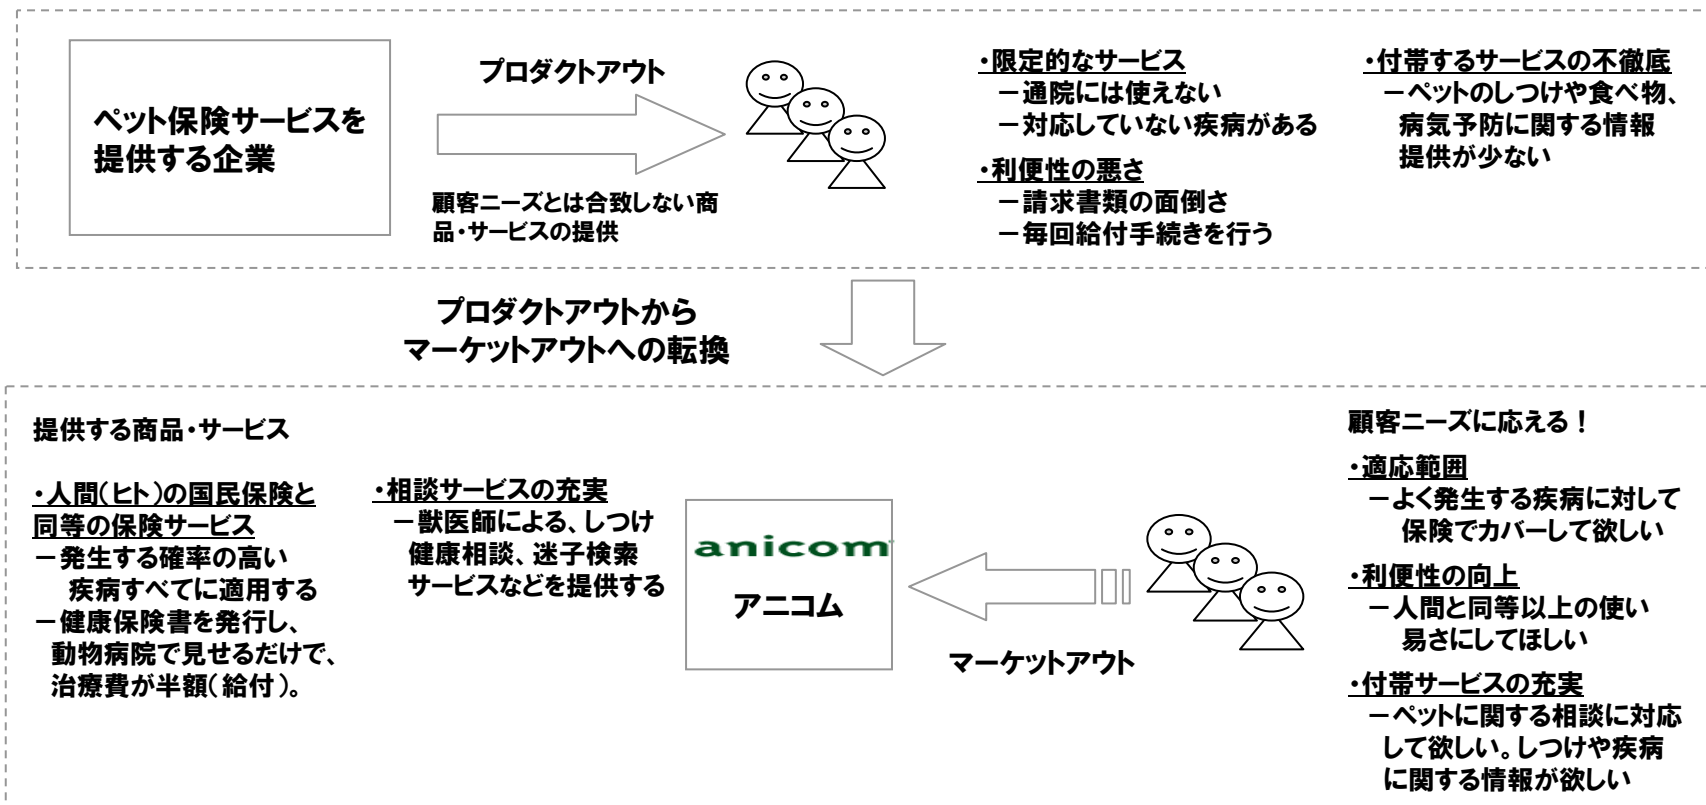 ペット保険サービスを
提供する企業
プロダクトアウト
顧客ニーズとは合致しない商
品・サービスの提供
・限定的なサービス
－通院には使えない
－対応していない疾病がある
・利便性の悪さ
－請求書類の面倒さ
－毎回給付手続きを行う
・付帯するサービスの不徹底
－ペットのしつけや食べ物、
病気予防に関する情報
提供が少ない
プロダクトアウトから
マーケットアウトへの転換
提供する商品・サービス
・人間（ヒト）の国民保険と
同等の保険サービス
－発生する確率の高い
疾病すべてに適用する
－健康保険書を発行し、
動物病院で見せるだけで、
治療費が半額（給付）。
・相談サービスの充実
－獣医師による、しつけ
健康相談、迷子検索
サービスなどを提供する
anicom
アニコム
マーケットアウト
顧客ニーズに応える！
・適応範囲
－よく発生する疾病に対して
保険でカバーして欲しい
・利便性の向上
－人間と同等以上の使い
易さにしてほしい
・付帯サービスの充実
－ペットに関する相談に対応
して欲しい。しつけや疾病
に関する情報が欲しい